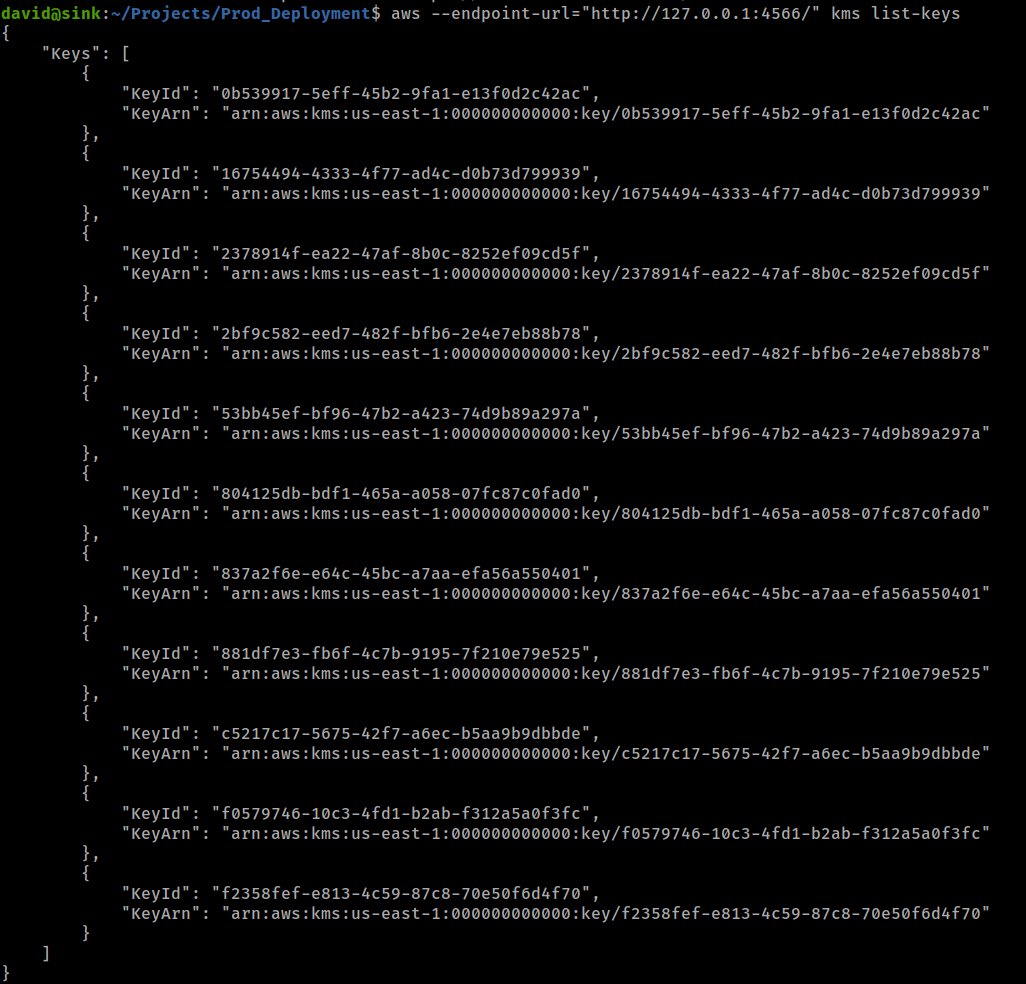 david@sink:~/Projects/Prod_Deployment$ aws --endpoint-url="http://127.0.0.1:4566/" kms list-keys
{
    "Keys": [
        {
            "KeyId": "0b539917-5eff-45b2-9fa1-e13f0d2c42ac",
            "KeyArn": "arn:aws:kms:us-east-1:000000000000:key/0b539917-5eff-45b2-9fa1-e13f0d2c42ac"
        },
        {
            "KeyId": "16754494-4333-4f77-ad4c-d0b73d799939",
            "KeyArn": "arn:aws:kms:us-east-1:000000000000:key/16754494-4333-4f77-ad4c-d0b73d799939"
        },
        {
            "KeyId": "2378914f-ea22-47af-8b0c-8252ef09cd5f",
            "KeyArn": "arn:aws:kms:us-east-1:000000000000:key/2378914f-ea22-47af-8b0c-8252ef09cd5f"
        },
        {
            "KeyId": "2bf9c582-eed7-482f-bfb6-2e4e7eb88b78",
            "KeyArn": "arn:aws:kms:us-east-1:000000000000:key/2bf9c582-eed7-482f-bfb6-2e4e7eb88b78"
        },
        {
            "KeyId": "53bb45ef-bf96-47b2-a423-74d9b89a297a",
            "KeyArn": "arn:aws:kms:us-east-1:000000000000:key/53bb45ef-bf96-47b2-a423-74d9b89a297a"
        },
        {
            "KeyId": "804125db-bdf1-465a-a058-07fc87c0fad0",
            "KeyArn": "arn:aws:kms:us-east-1:000000000000:key/804125db-bdf1-465a-a058-07fc87c0fad0"
        },
        {
            "KeyId": "837a2f6e-e64c-45bc-a7aa-efa56a550401",
            "KeyArn": "arn:aws:kms:us-east-1:000000000000:key/837a2f6e-e64c-45bc-a7aa-efa56a550401"
        },
        {
            "KeyId": "881df7e3-fb6f-4c7b-9195-7f210e79e525",
            "KeyArn": "arn:aws:kms:us-east-1:000000000000:key/881df7e3-fb6f-4c7b-9195-7f210e79e525"
        },
        {
            "KeyId": "c5217c17-5675-42f7-a6ec-b5aa9b9dbbde",
            "KeyArn": "arn:aws:kms:us-east-1:000000000000:key/c5217c17-5675-42f7-a6ec-b5aa9b9dbbde"
        },
        {
            "KeyId": "f0579746-10c3-4fd1-b2ab-f312a5a0f3fc",
            "KeyArn": "arn:aws:kms:us-east-1:000000000000:key/f0579746-10c3-4fd1-b2ab-f312a5a0f3fc"
        },
        {
            "KeyId": "f2358fef-e813-4c59-87c8-70e50f6d4f70",
            "KeyArn": "arn:aws:kms:us-east-1:000000000000:key/f2358fef-e813-4c59-87c8-70e50f6d4f70"
        }
    ]
}